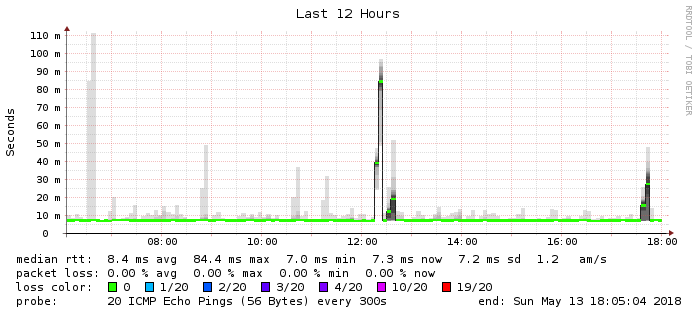 Last 12 Hours
RRDTOOL / TOBI OETIKER
Seconds
110 m
100 m
90 m
80 m
70 m
60 m
50 m
40 m
30 m
20 m
10 m
0
08:00 10:00 12:00 14:00 16:00 18:00
median rtt: 8.4 ms avg 84.4 ms max 7.0 ms min 7.3 ms now 7.2 ms sd 1.2 am/s
packet loss: 0.00 % avg 0.00 % max 0.00 % min 0.00 % now
loss color: 0 1/20 2/20 3/20 4/20 10/20 19/20
probe: 20 ICMP Echo Pings (56 Bytes) every 300s end: Sun May 13 18:05:04 2018